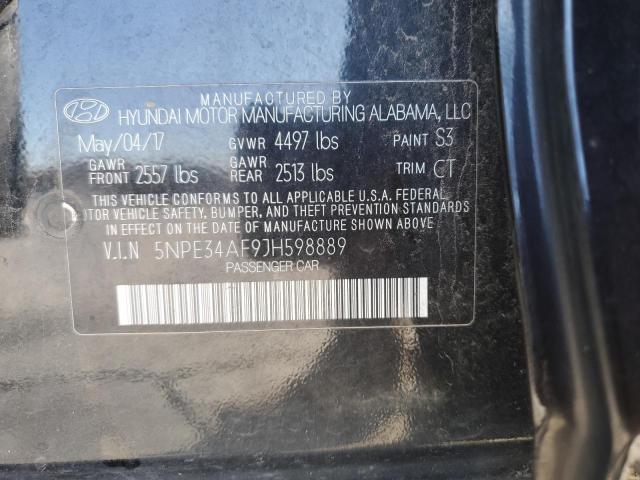 MANUFACTURED BY
HYUNDAI MOTOR MANUFACTURING ALABAMA, LLC
May/04/17 GVWR 4497 lbs PAINT S3
GAWR FRONT 2557 lbs GAWR REAR 2513 lbs TRIM CT
THIS VEHICLE CONFORMS TO ALL APPLICABLE U.S.A. FEDERAL
MOTOR VEHICLE SAFETY, BUMPER, AND THEFT PREVENTION STANDARDS
IN EFFECT ON THE DATE OF MANUFACTURE SHOWN ABOVE
V.I.N 5NPE34AF9JH598889
PASSENGER CAR